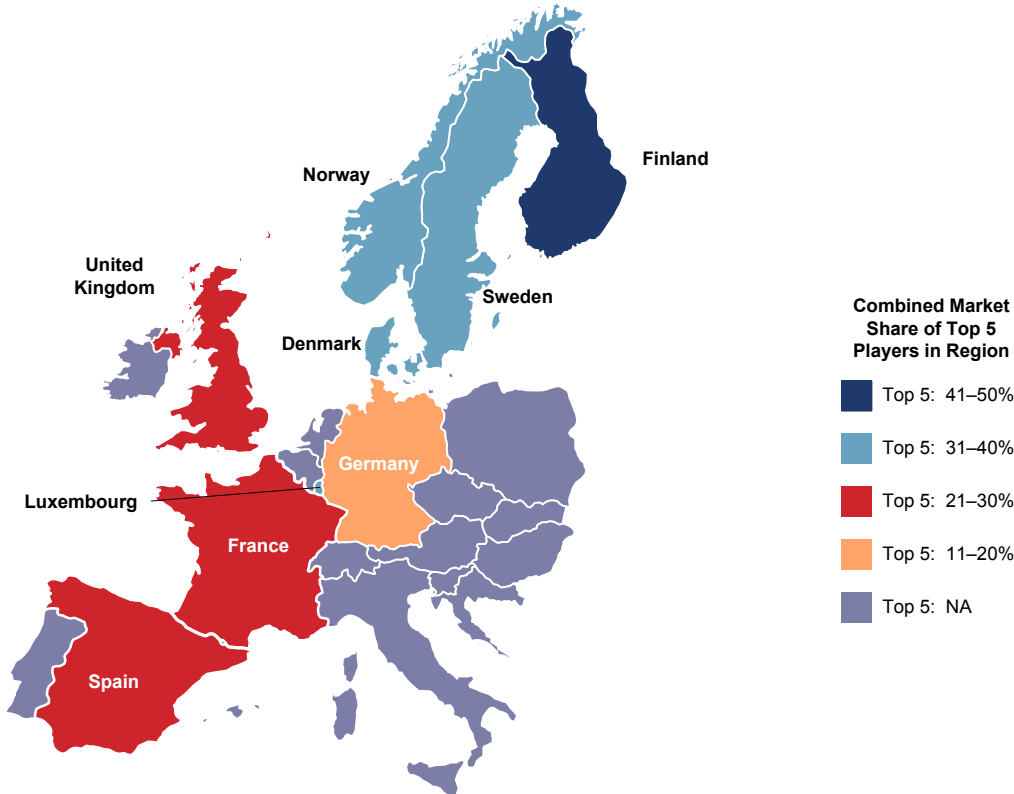 Norway
Finland
United
Kingdom
Sweden
Denmark
Germany
Luxembourg
France
Spain
Combined Market
Share of Top 5
Players in Region
Top 5: 41–50%
Top 5: 31–40%
Top 5: 21–30%
Top 5: 11–20%
Top 5: NA